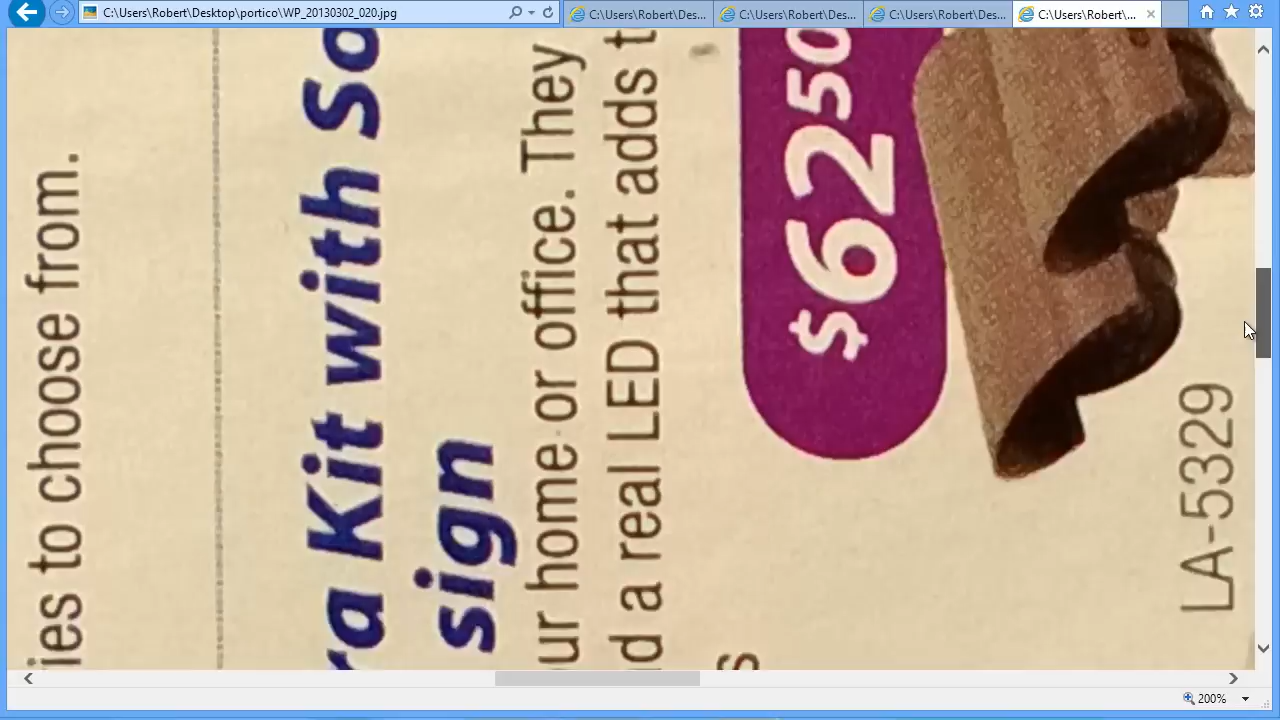 C:\Users\Robert\Desktop\portico\WP_20130302_020.jpg
C:\Users\Robert\Des...
C:\Users\Robert\Des...
C:\Users\Robert\Des...
C:\Users\Robert\...
ies to choose from.
ra Kit with So
sign
ur home or office. They
d a real LED that adds t
s
$62 50
LA-5329
200%